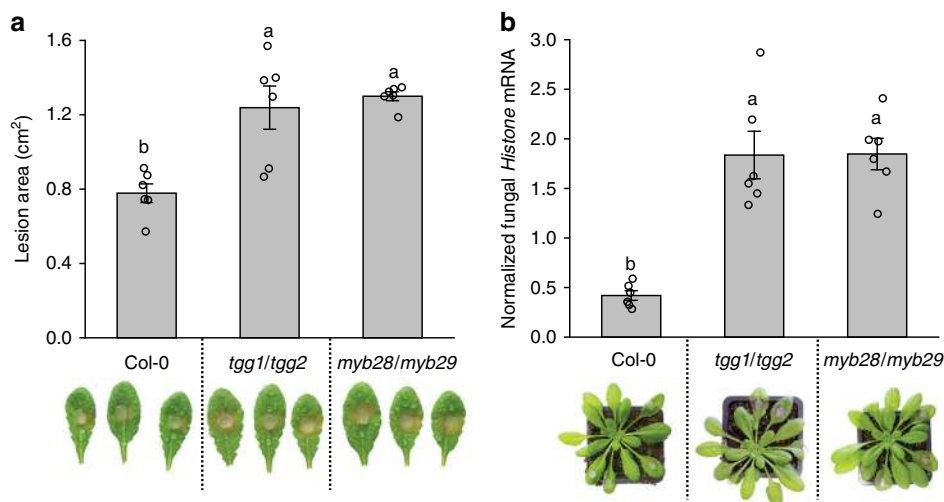 a
Lesion area (cm²)
1.6
1.2
0.8
0.4
0.0
b
a
a
Col-0
tgg1/tgg2
myb28/myb29
b
Normalized fungal Histone mRNA
3.0
2.5
2.0
1.5
1.0
0.5
0.0
b
a
a
Col-0
tgg1/tgg2
myb28/myb29